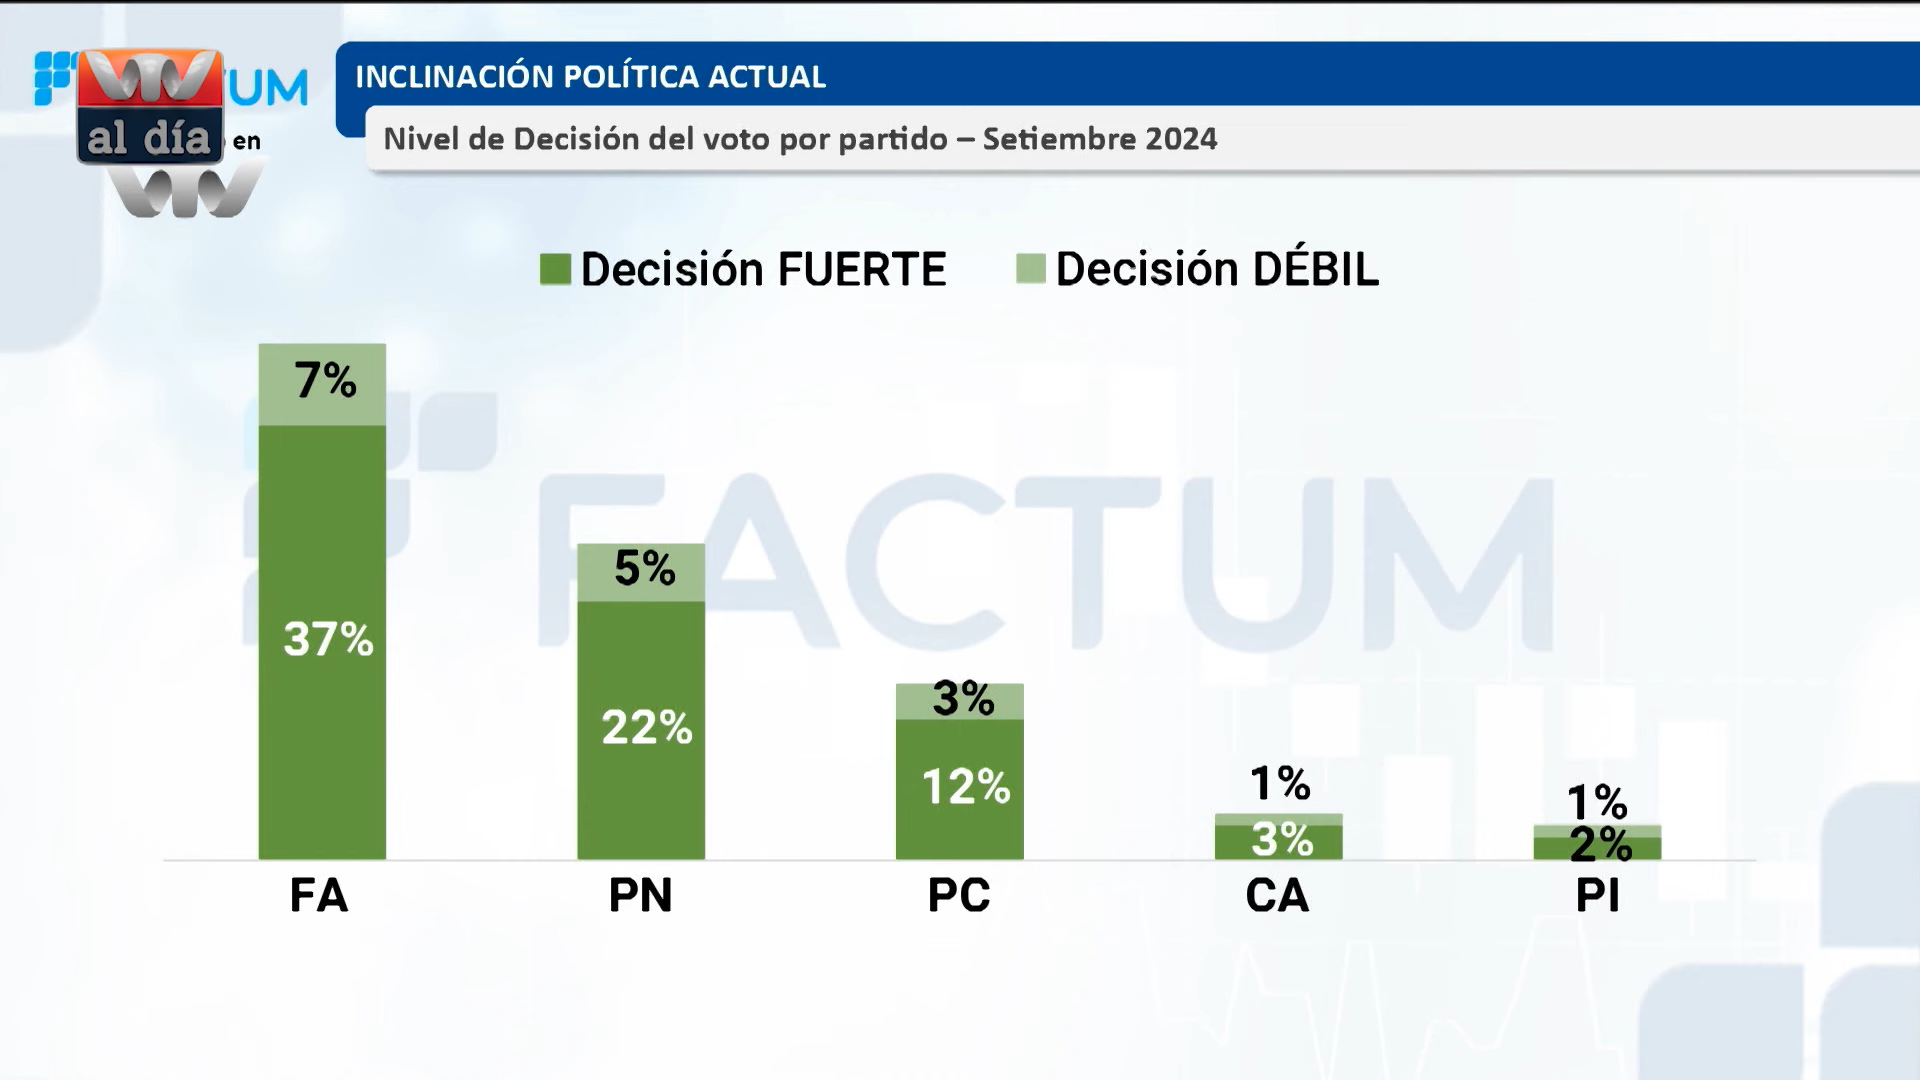 UM
al día
en
VTV
INCLINACIÓN POLÍTICA ACTUAL
Nivel de Decisión del voto por partido – Setiembre 2024
Decisión FUERTE
Decisión DÉBIL
FACTUM
7%
37%
5%
22%
3%
12%
1%
3%
1%
2%
FA
PN
PC
CA
PI